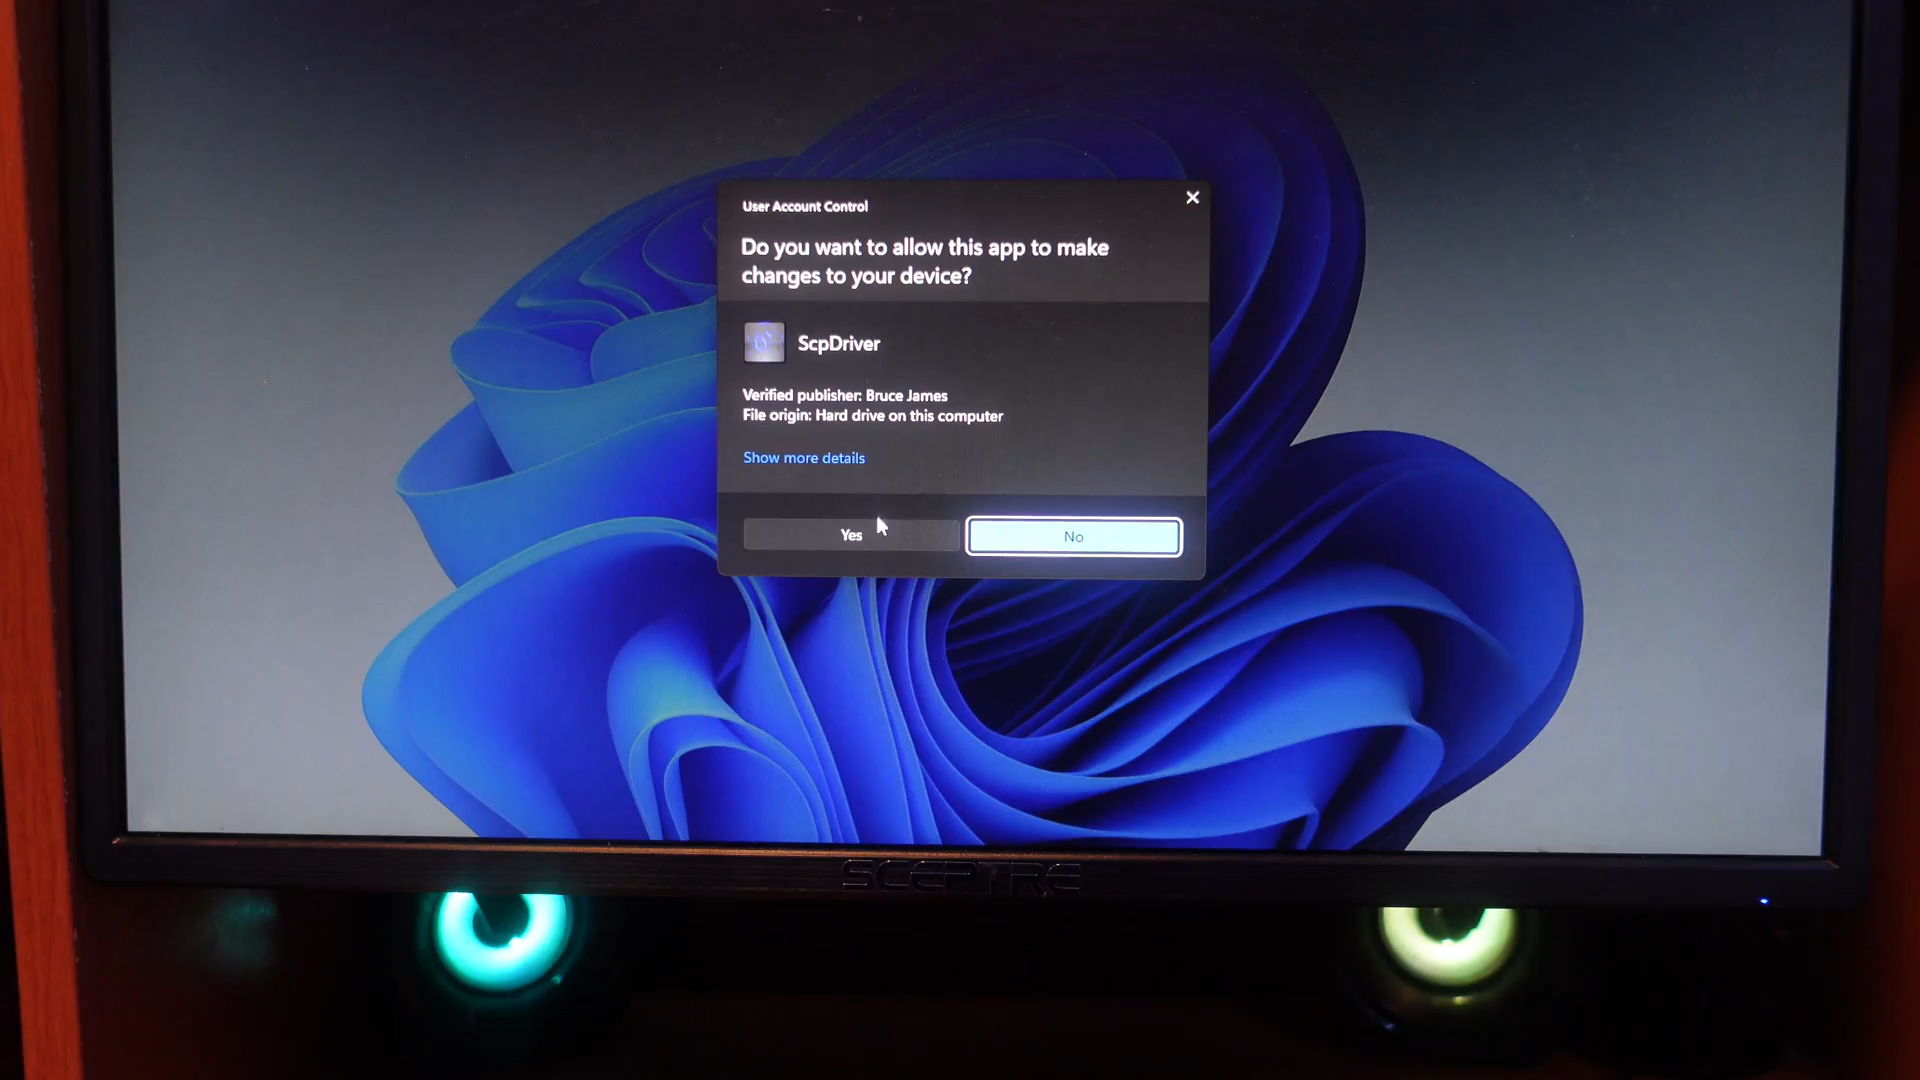 User Account Control
Do you want to allow this app to make
changes to your device?
ScpDriver
Verified publisher: Bruce James
File origin: Hard drive on this computer
Show more details
Yes
No
SCEPTRE